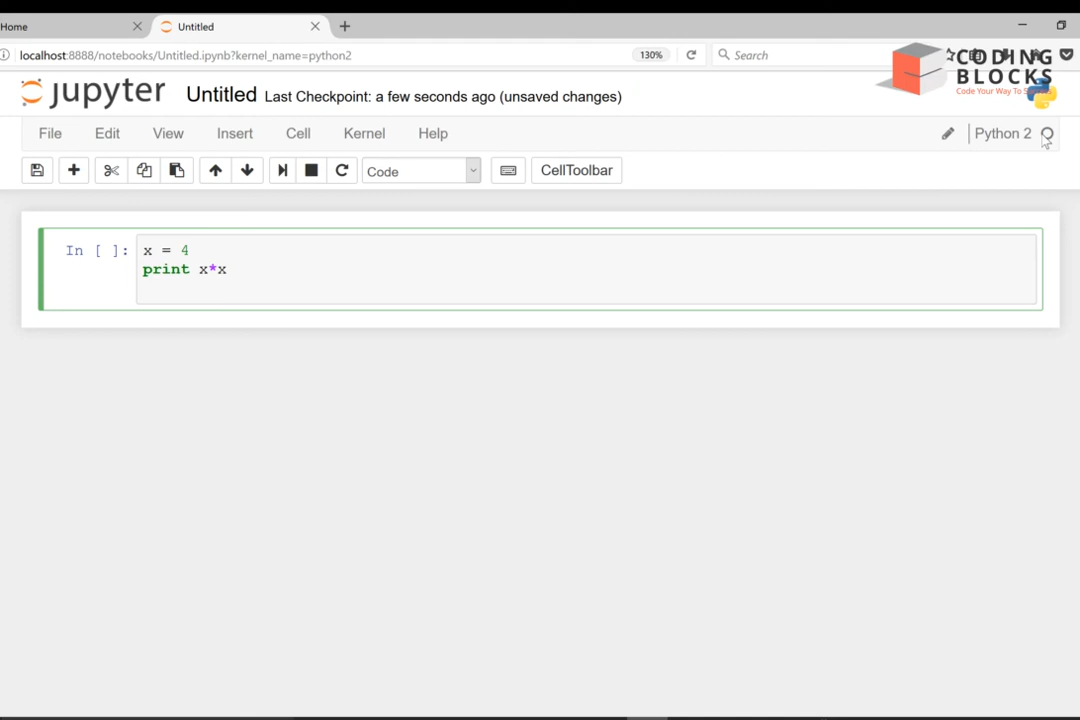 Home
Untitled
localhost:8888/notebooks/Untitled.ipynb?kernel_name=python2
130%
Search
CODING
BLOCKS
jupyter
Untitled
Last Checkpoint: a few seconds ago (unsaved changes)
File
Edit
View
Insert
Cell
Kernel
Help
Python 2
Code
CellToolbar
In [ ]:
x = 4
print x*x